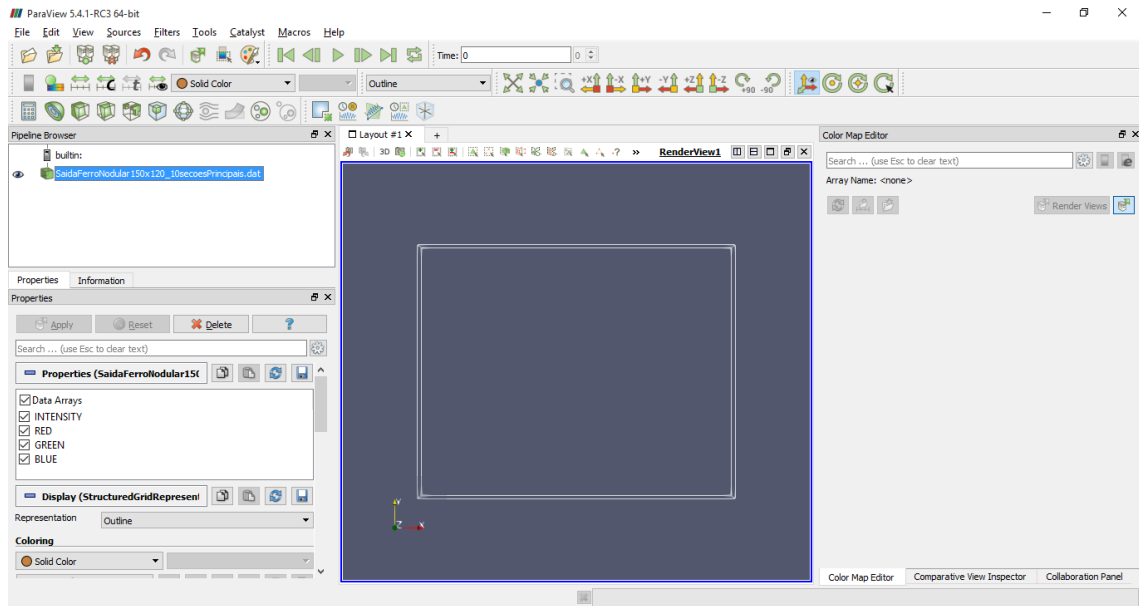 ParaView 5.4.1-RC3 64-bit
File Edit View Sources Filters Tools Catalyst Macros Help
Time: 0 0
Solid Color Outline +X -X +Y -Y +Z -Z +90 -90
Pipeline Browser
builtin:
SaidaFerroNodular150x120_10secoesPrincipais.dat
Properties Information
Properties
Apply Reset Delete ?
Search ... (use Esc to clear text)
Properties (SaidaFerroNodular15(
Data Arrays
INTENSITY
RED
GREEN
BLUE
Display (StructuredGridRepresent
Representation Outline
Coloring
Solid Color
Layout #1 X +
3D ? » RenderView1
Y
Z X
Color Map Editor
Search ... (use Esc to clear text)
Array Name: <none>
Render Views
Color Map Editor Comparative View Inspector Collaboration Panel